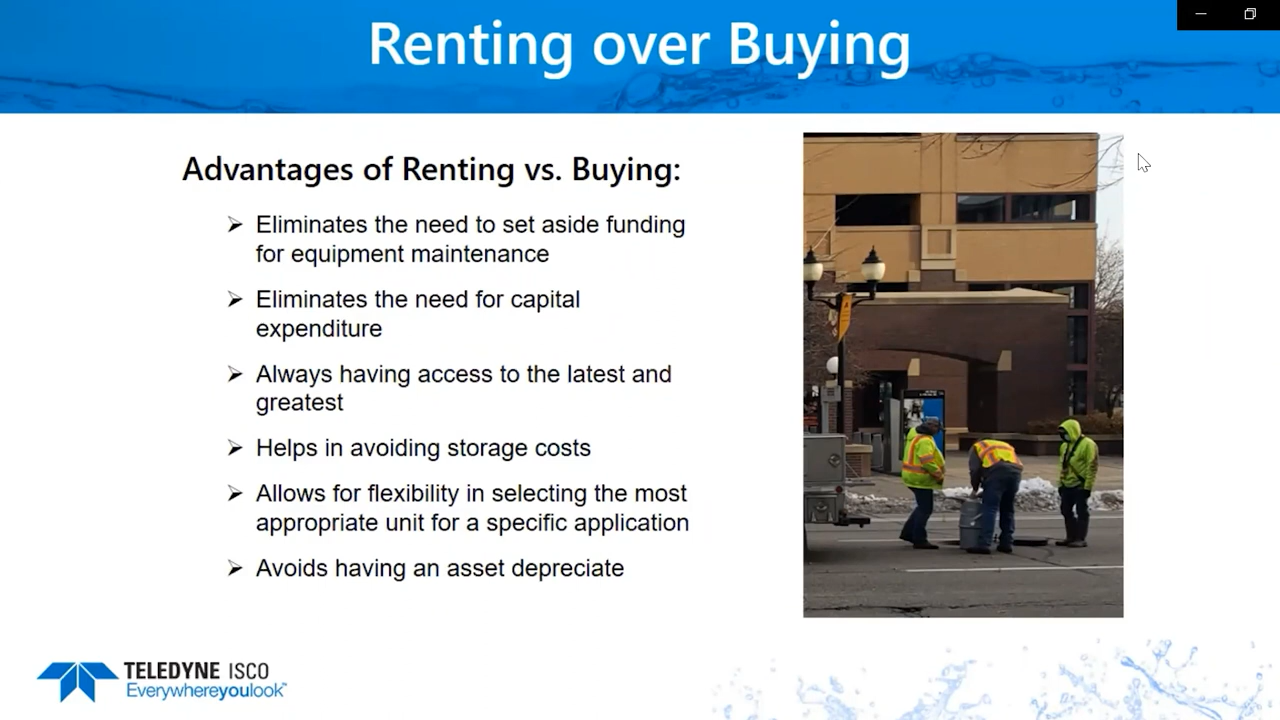 Renting over Buying
Advantages of Renting vs. Buying:
➢ Eliminates the need to set aside funding
for equipment maintenance
➢ Eliminates the need for capital
expenditure
➢ Always having access to the latest and
greatest
➢ Helps in avoiding storage costs
➢ Allows for flexibility in selecting the most
appropriate unit for a specific application
➢ Avoids having an asset depreciate
TELEDYNE ISCO
Everywhereyoulook™